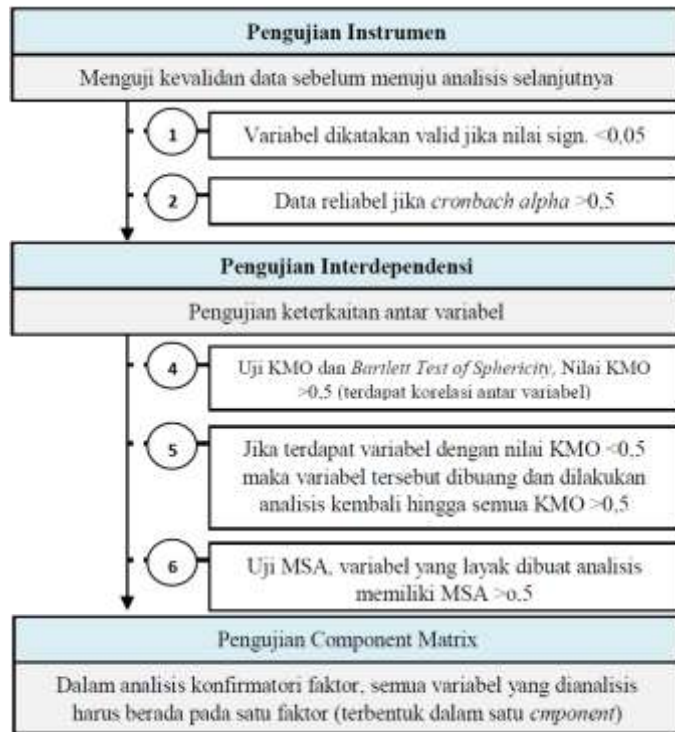 Pengujian Instrumen
Menguji kevalidan data sebelum menuju analisis selanjutnya
1
Variabel dikatakan valid jika nilai sign. <0,05
2
Data reliabel jika cronbach alpha >0,5
Pengujian Interdependensi
Pengujian keterkaitan antar variabel
4
Uji KMO dan Bartlett Test of Sphericity, Nilai KMO
>0,5 (terdapat korelasi antar variabel)
5
Jika terdapat variabel dengan nilai KMO <0,5
maka variabel tersebut dibuang dan dilakukan
analisis kembali hingga semua KMO >0,5
6
Uji MSA, variabel yang layak dibuat analisis
memiliki MSA >o.5
Pengujian Component Matrix
Dalam analisis konfirmatori faktor, semua variabel yang dianalisis
harus berada pada satu faktor (terbentuk dalam satu cmponent)